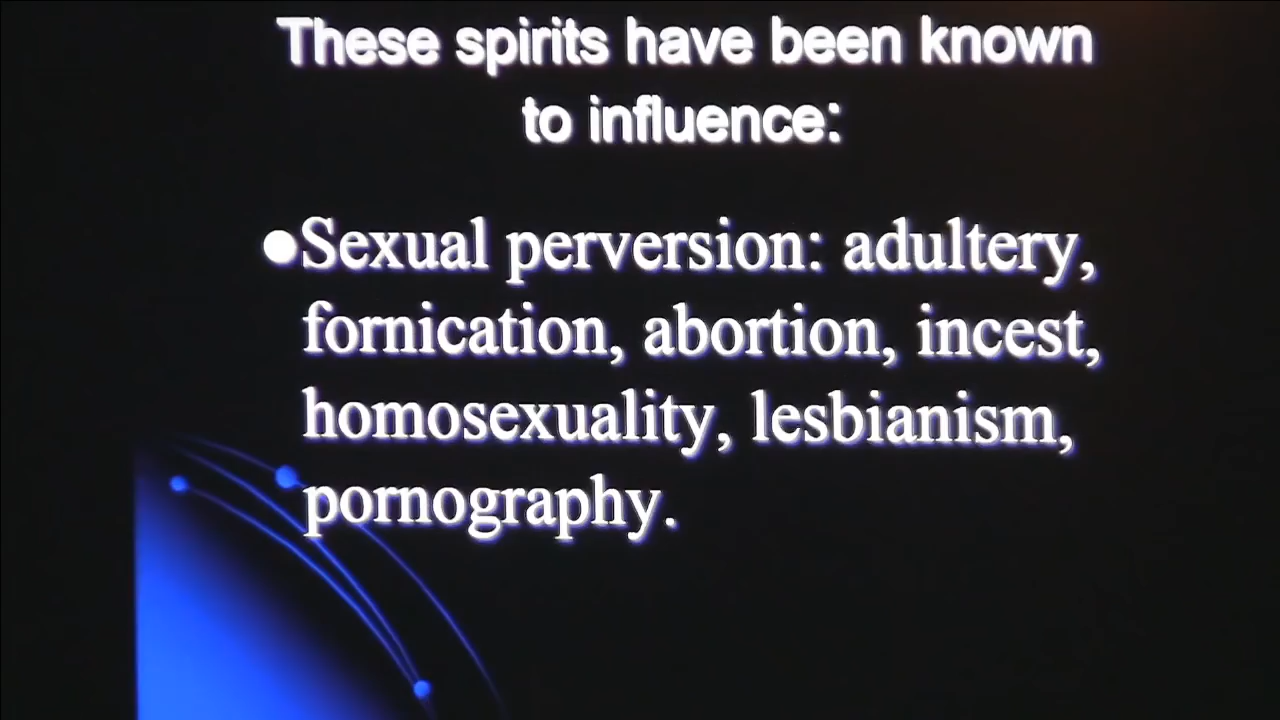 These spirits have been known
to influence:
●Sexual perversion: adultery,
fornication, abortion, incest,
homosexuality, lesbianism,
pornography.